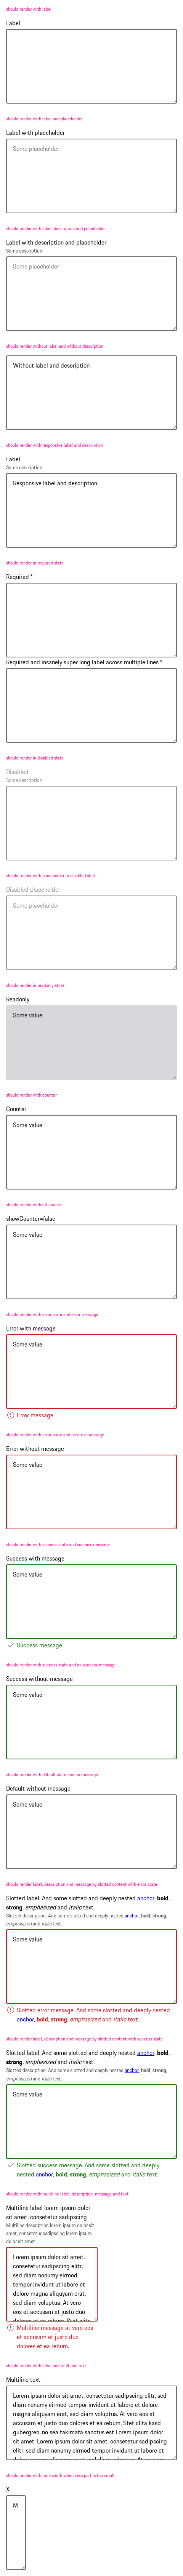 should render with label
Label
should render with label and placeholder
Label with placeholder
Some placeholder
should render with label, description and placeholder
Label with description and placeholder
Some description
Some placeholder
should render without label and without description
Without label and description
should render with responsive label and description
Label
Some description
Responsive label and description
should render in required state
Required *
Required and insanely super long label across multiple lines *
should render in disabled state
Disabled
Some description
should render with placeholder in disabled state
Disabled placeholder
Some placeholder
should render in readonly state
Readonly
Some value
should render with counter
Counter
Some value
should render without counter
showCounter=false
Some value
should render with error state and error message
Error with message
Some value
Error message
should render with error state and no error message
Error without message
Some value
should render with success state and success message
Success with message
Some value
Success message
should render with success state and no success message
Success without message
Some value
should render with default state and no message
Default without message
Some value
should render label, description and message by slotted content with error state
Slotted label. And some slotted and deeply nested anchor, bold,
strong, emphasized and italic text.
Slotted description. And some slotted and deeply nested anchor, bold, strong,
emphasized and italic text.
Some value
Slotted error message. And some slotted and deeply nested
anchor, bold, strong, emphasized and italic text.
should render label, description and message by slotted content with success state
Slotted label. And some slotted and deeply nested anchor, bold,
strong, emphasized and italic text.
Slotted description. And some slotted and deeply nested anchor, bold, strong,
emphasized and italic text.
Some value
Slotted success message. And some slotted and deeply
nested anchor, bold, strong, emphasized and italic text.
should render with multiline label, description, message and text
Multiline label lorem ipsum dolor
sit amet, consetetur sadipscing
Multiline description lorem ipsum dolor sit
amet, consetetur sadipscing lorem ipsum
dolor sit amet
Lorem ipsum dolor sit amet,
consetetur sadipscing elitr,
sed diam nonumy eirmod
tempor invidunt ut labore et
dolore magna aliquyam erat,
sed diam voluptua. At vero
eos et accusam et justo duo
Multiline message at vero eos
et accusam et justo duo
dolores et ea rebum.
should render with label and multiline text
Multiline text
Lorem ipsum dolor sit amet, consetetur sadipscing elitr, sed
diam nonumy eirmod tempor invidunt ut labore et dolore
magna aliquyam erat, sed diam voluptua. At vero eos et
accusam et justo duo dolores et ea rebum. Stet clita kasd
gubergren, no sea takimata sanctus est Lorem ipsum dolor
sit amet. Lorem ipsum dolor sit amet, consetetur sadipscing
elitr, sed diam nonumy eirmod tempor invidunt ut labore et
should render with min-width when viewport is too small
X
M